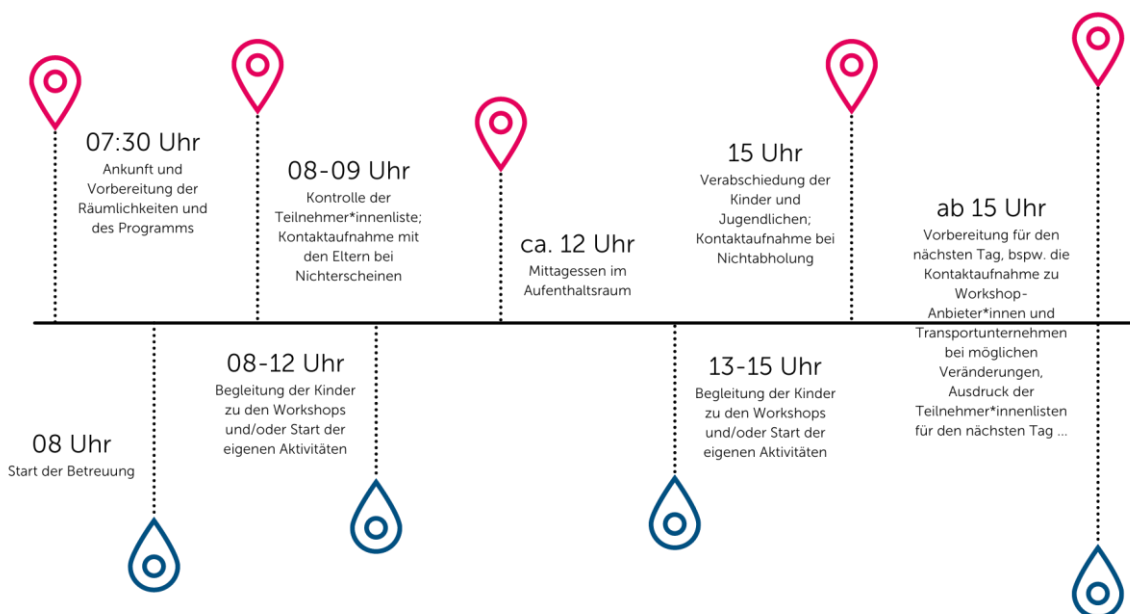 07:30 Uhr
Ankunft und
Vorbereitung der
Räumlichkeiten und
des Programms
08 Uhr
Start der Betreuung
08-09 Uhr
Kontrolle der
Teilnehmer*innenliste;
Kontaktaufnahme mit
den Eltern bei
Nichterscheinen
08-12 Uhr
Begleitung der Kinder
zu den Workshops
und/oder Start der
eigenen Aktivitäten
ca. 12 Uhr
Mittagessen im
Aufenthaltsraum
13-15 Uhr
Begleitung der Kinder
zu den Workshops
und/oder Start der
eigenen Aktivitäten
15 Uhr
Verabschiedung der
Kinder und
Jugendlichen;
Kontaktaufnahme bei
Nichtabholung
ab 15 Uhr
Vorbereitung für den
nächsten Tag, bspw. die
Kontaktaufnahme zu
Workshop-
Anbieter*innen und
Transportunternehmen
bei möglichen
Veränderungen,
Ausdruck der
Teilnehmer*innenlisten
für den nächsten Tag ...